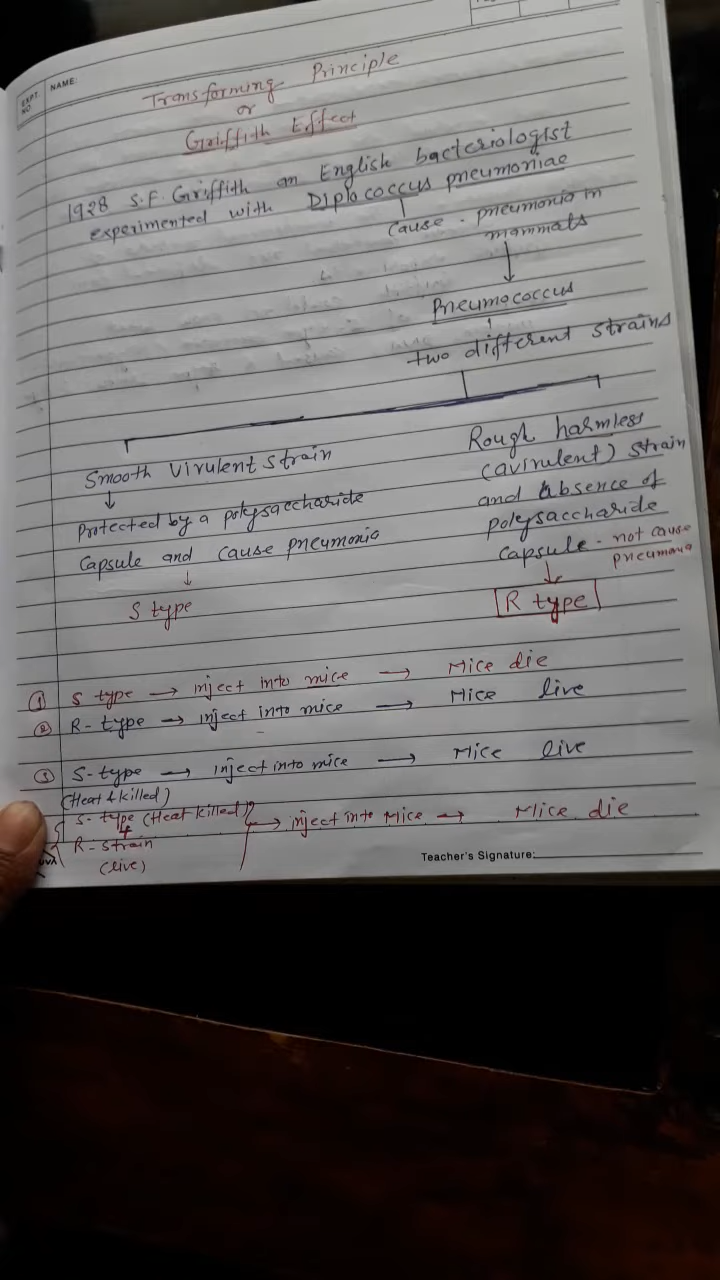 EXPT. NO.
NAME:
Transforming Principle
or
Griffith Effect
1928 S.F. Griffith an English bacteriologist
experimented with Diplococcus pneumoniae
Cause - pneumonia in
mammals
Pneumococcus
two different strains
Smooth virulent strain
Protected by a polysaccharide
Capsule and cause pneumonia
S type
Rough harmless
(avirulent) strain
and Absence of
polysaccharide
Capsule - not cause
pneumonia
R type
① S type → inject into mice → Mice die
② R-type → inject into mice → Mice live
③ S-type → inject into mice → Mice live
(Heat & killed)
S-type (Heat killed) → inject into Mice → Mice die
&
R-strain
(live)
Teacher's Signature: